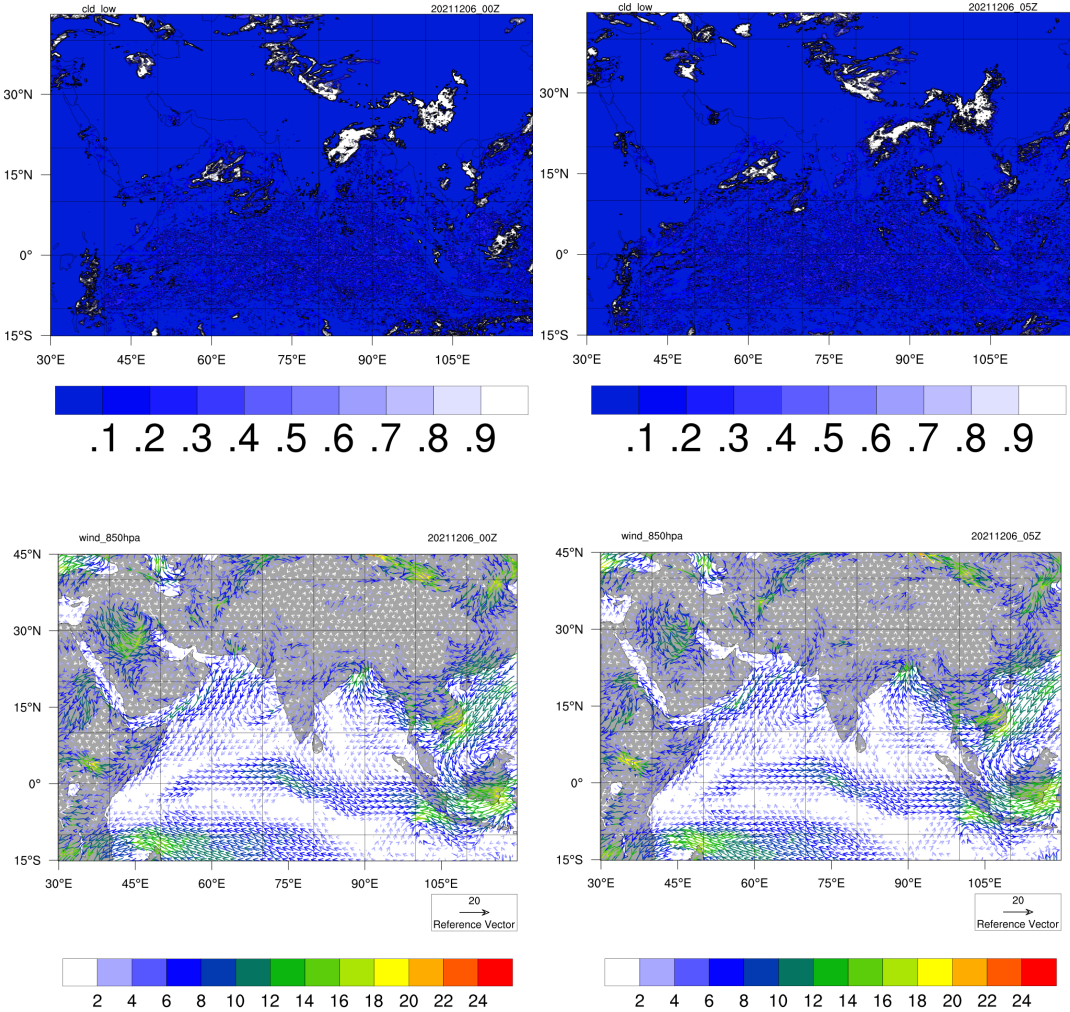 cld_low 20211206_00Z
30°N
15°N
0°
15°S
30°E 45°E 60°E 75°E 90°E 105°E
.1 .2 .3 .4 .5 .6 .7 .8 .9
cld_low 20211206_05Z
30°N
15°N
0°
15°S
30°E 45°E 60°E 75°E 90°E 105°E
.1 .2 .3 .4 .5 .6 .7 .8 .9
wind_850hpa 20211206_00Z
45°N
30°N
15°N
0°
15°S
30°E 45°E 60°E 75°E 90°E 105°E
20
Reference Vector
2 4 6 8 10 12 14 16 18 20 22 24
wind_850hpa 20211206_05Z
45°N
30°N
15°N
0°
15°S
30°E 45°E 60°E 75°E 90°E 105°E
20
Reference Vector
2 4 6 8 10 12 14 16 18 20 22 24